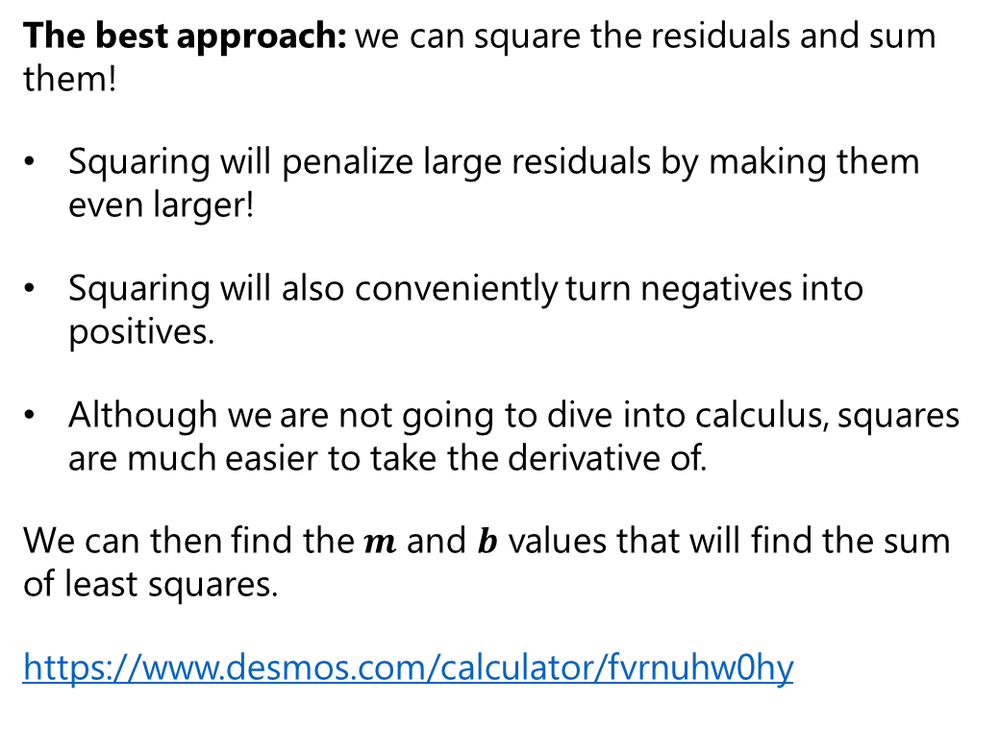 The best approach: we can square the residuals and sum
them!
• Squaring will penalize large residuals by making them
even larger!
• Squaring will also conveniently turn negatives into
positives.
• Although we are not going to dive into calculus, squares
are much easier to take the derivative of.
We can then find the m and b values that will find the sum
of least squares.
https://www.desmos.com/calculator/fvrnuhw0hy